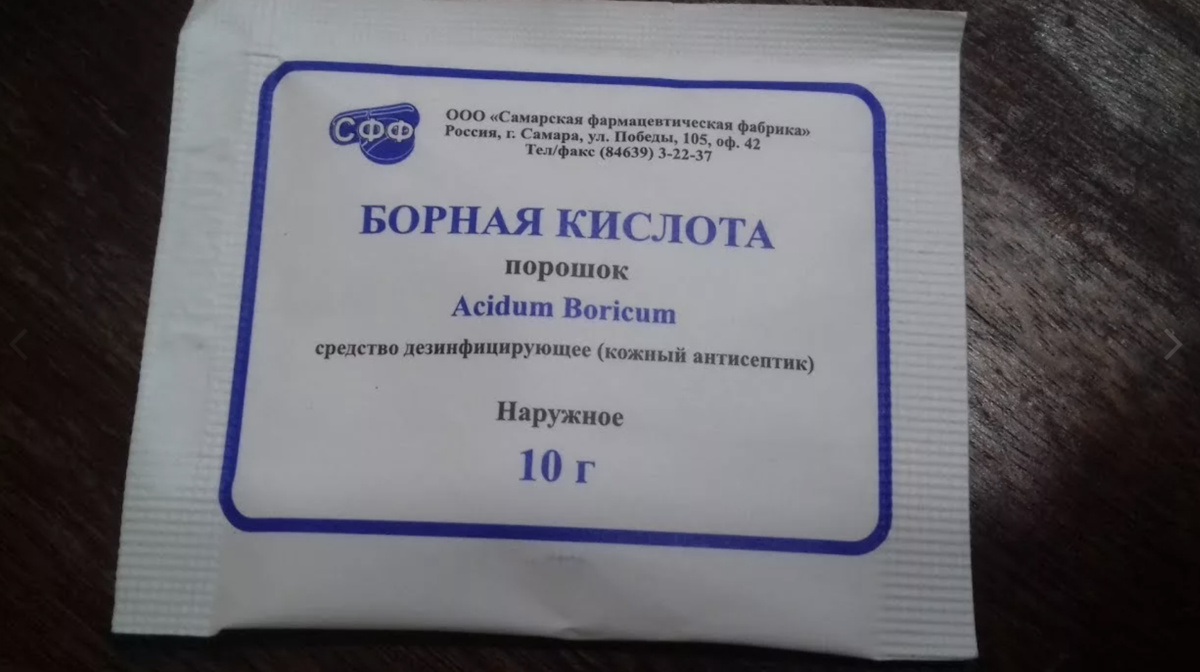 СФФ
ООО «Самарская фармацевтическая фабрика»
Россия, г. Самара, ул. Победы, 105, оф. 42
Тел/факс (84639) 3-22-37
БОРНАЯ КИСЛОТА
порошок
Acidum Boricum
средство дезинфицирующее (кожный антисептик)
Наружное
10 г